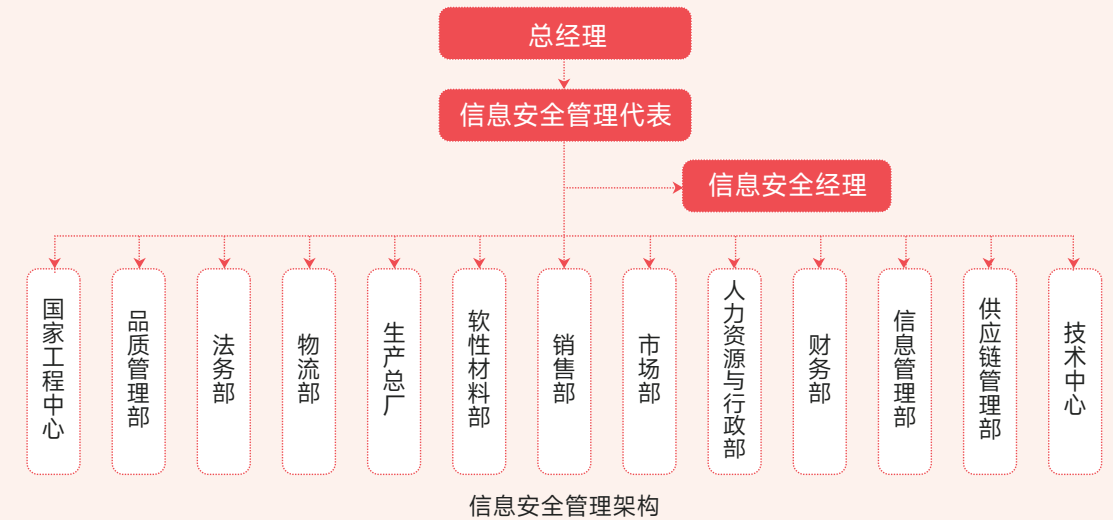 总经理
信息安全管理代表
信息安全经理
国家工程中心
品质管理部
法务部
物流部
生产总厂
软性材料部
销售部
市场部
人力资源与行政部
财务部
信息管理部
供应链管理部
技术中心
信息安全管理架构